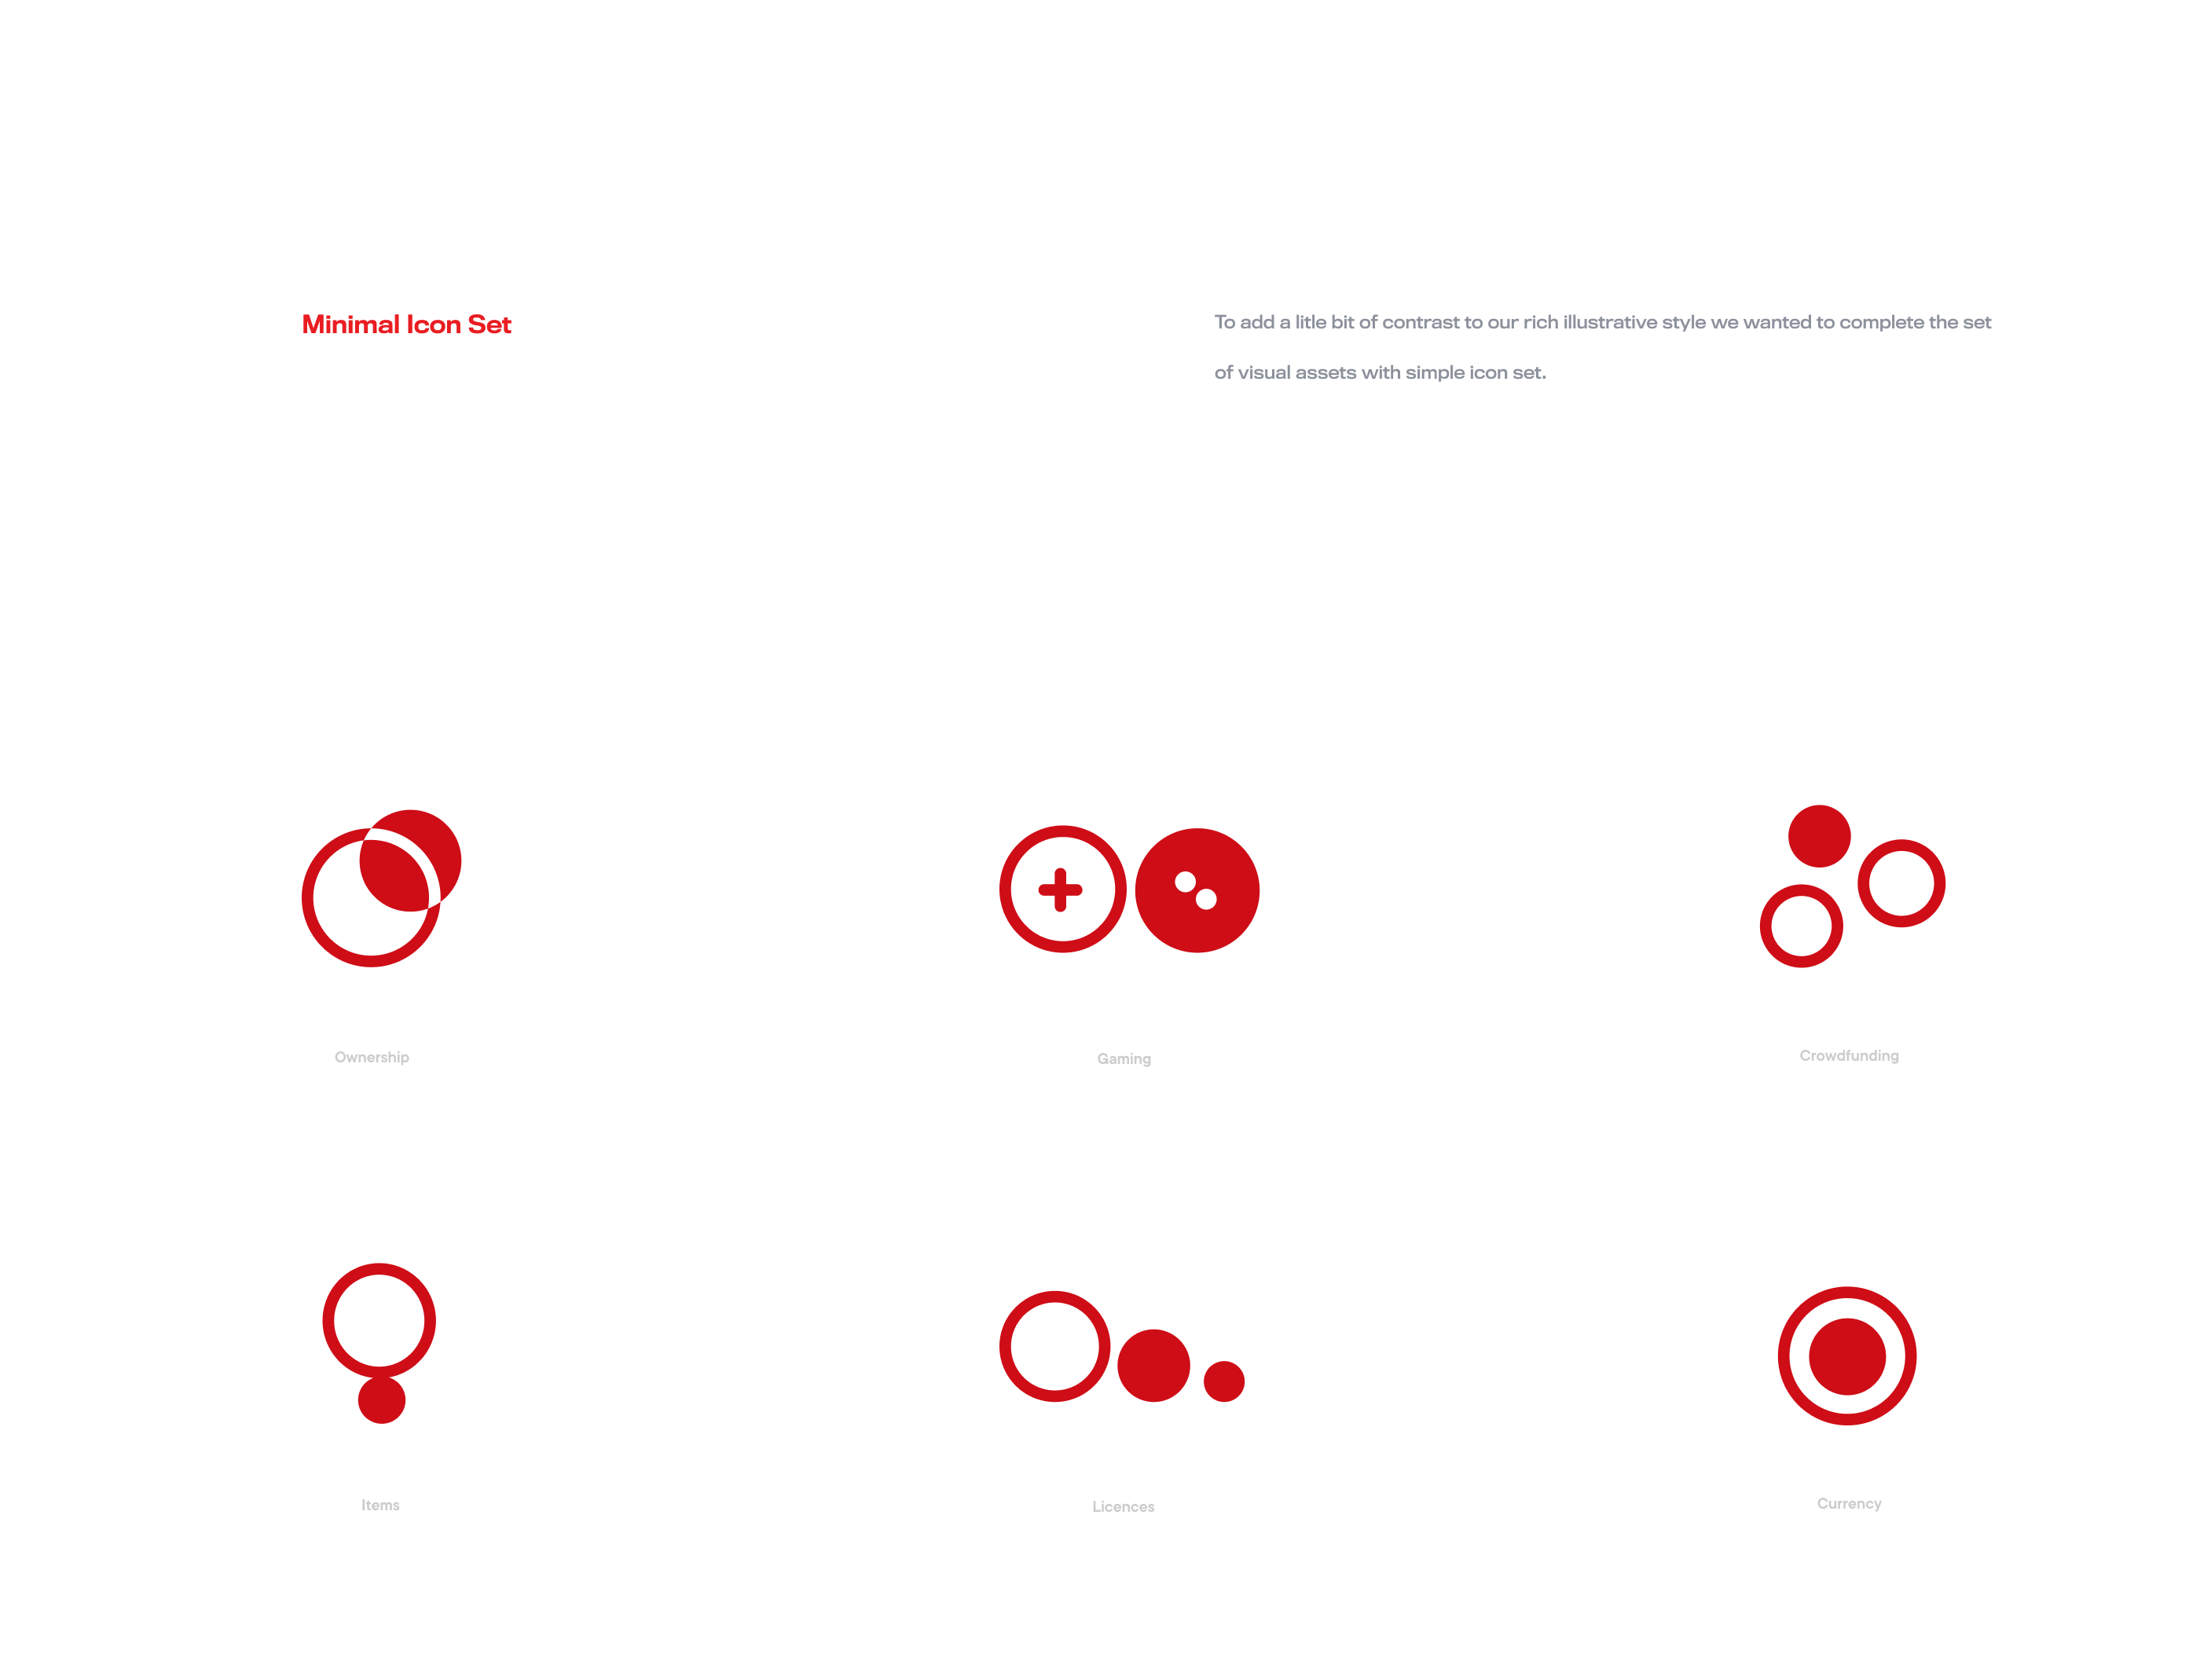 Minimal Icon Set
To add a litle bit of contrast to our rich illustrative style we wanted to complete the set
of visual assets with simple icon set.
Ownership
Gaming
Crowdfunding
Items
Licences
Currency